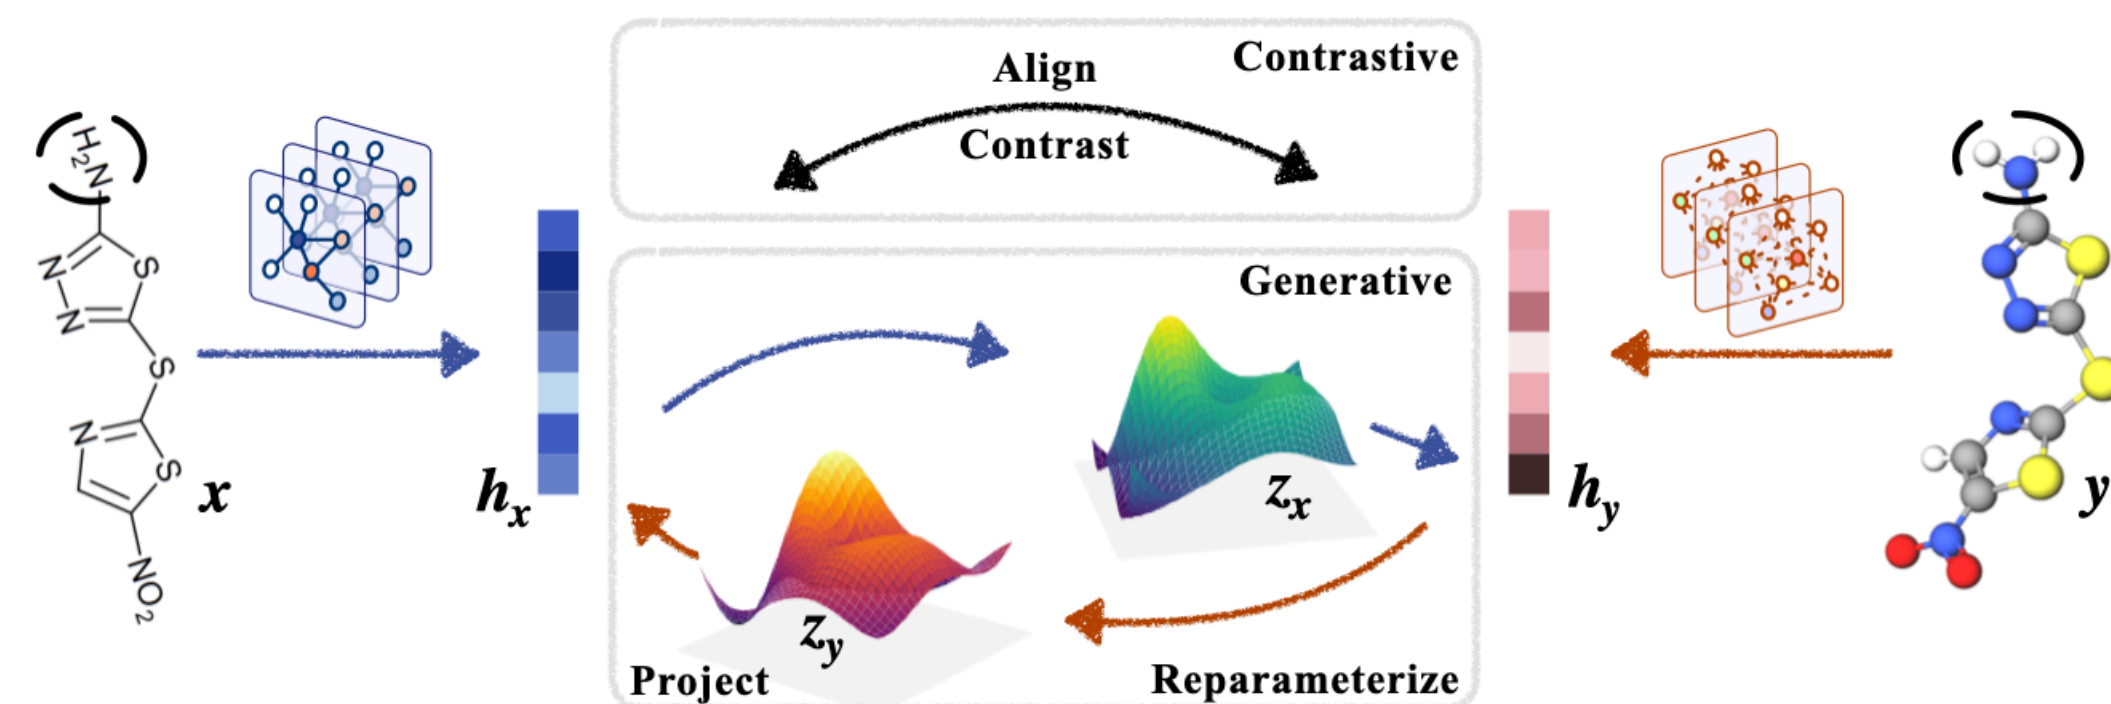 H2N
N
S
N
S
N
S
NO2
x
hx
Align
Contrast
Contrastive
Generative
zx
zy
Project
Reparameterize
hy
y